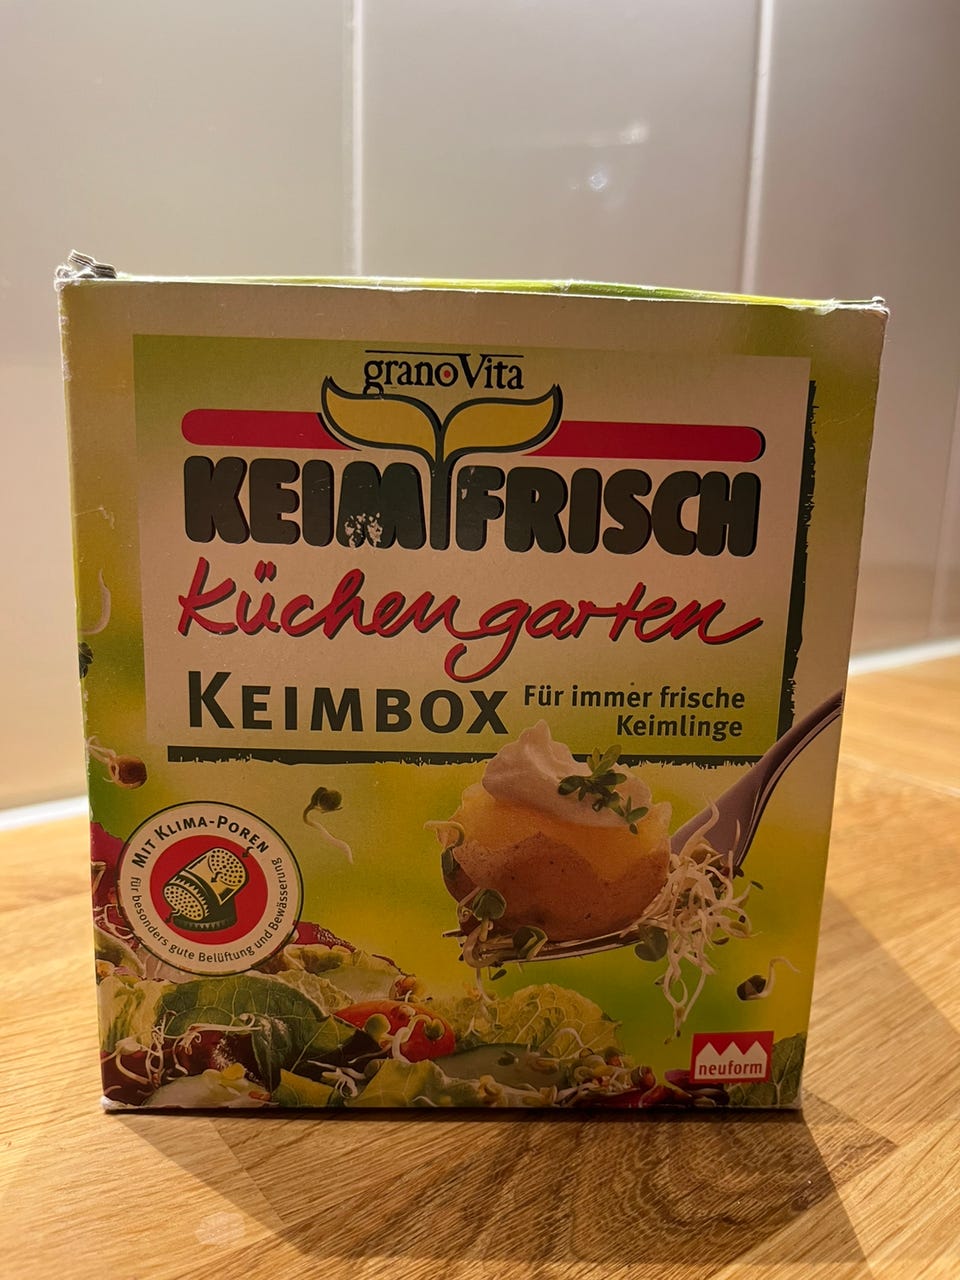 granoVita
KEIMFRISCH
Küchengarten
KEIMBOX
Für immer frische
Keimlinge
MIT KLIMA-POREN
für besonders gute Belüftung und Bewässerung
neuform